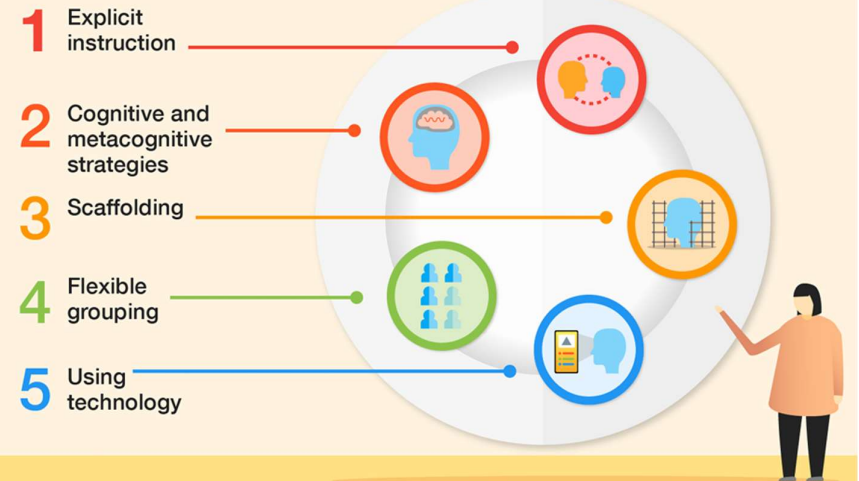 1 Explicit
instruction
2 Cognitive and
metacognitive
strategies
3 Scaffolding
4 Flexible
grouping
5 Using
technology